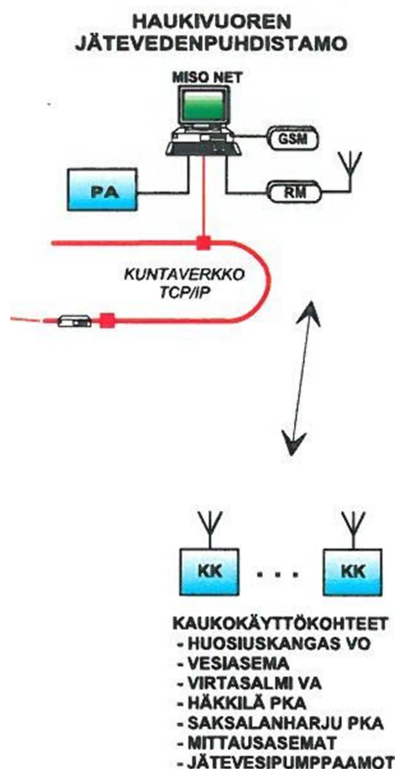 HAUKIVUOREN
JÄTEVEDENPUHDISTAMO
MISO NET
GSM
PA
RM
KUNTAVERKKO
TCP/IP
KK
. . .
KK
KAUKOKÄYTTÖKOHTEET
- HUOSIUSKANGAS VO
- VESIASEMA
- VIRTASALMI VA
- HÄKKILÄ PKA
- SAKSALANHARJU PKA
- MITTAUSASEMAT
- JÄTEVESIPUMPPAAMOT